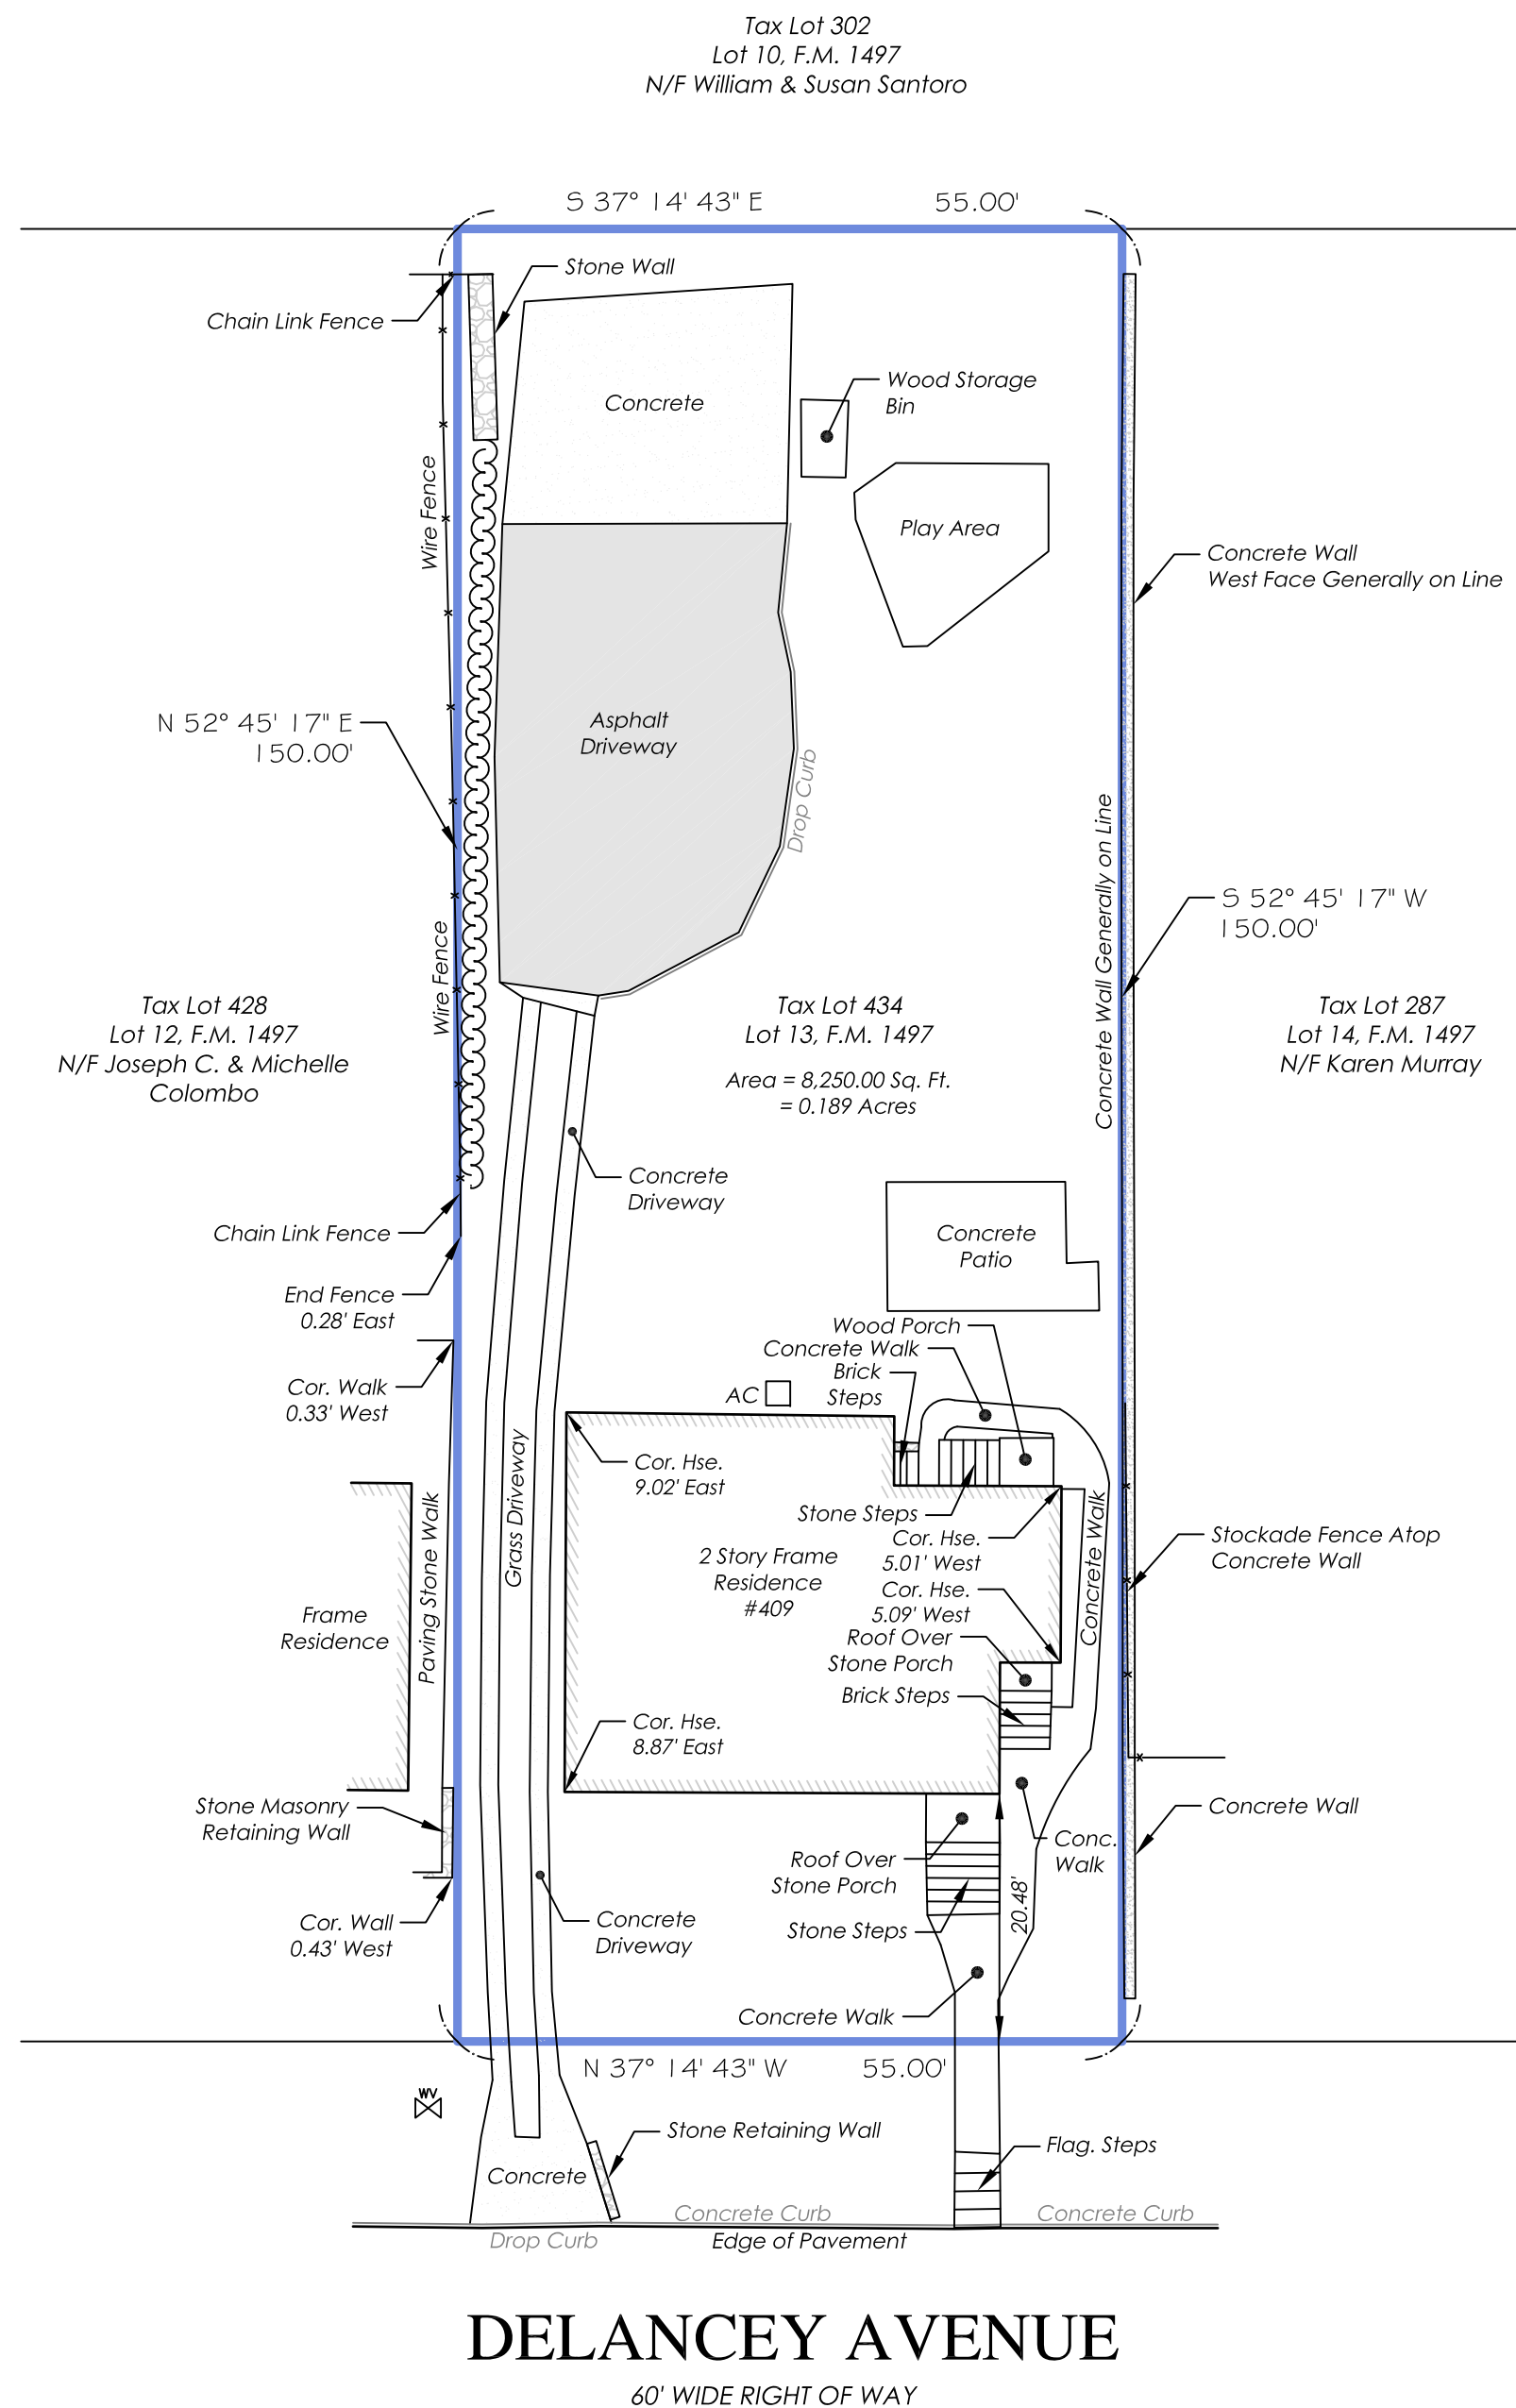 Tax Lot 302
Lot 10, F.M. 1497
N/F William & Susan Santoro
S 37° 14' 43" E 55.00'
Stone Wall
Chain Link Fence
Wood Storage
Bin
Concrete
Wire Fence
Play Area
Concrete Wall
West Face Generally on Line
N 52° 45' 17" E
150.00'
Asphalt
Driveway
Drop Curb
Concrete Wall Generally on Line
S 52° 45' 17" W
150.00'
Wire Fence
Tax Lot 428
Lot 12, F.M. 1497
N/F Joseph C. & Michelle
Colombo
Tax Lot 434
Lot 13, F.M. 1497
Area = 8,250.00 Sq. Ft.
= 0.189 Acres
Tax Lot 287
Lot 14, F.M. 1497
N/F Karen Murray
Concrete
Driveway
Chain Link Fence
Concrete
Patio
End Fence
0.28' East
Wood Porch
Concrete Walk
Brick
Steps
AC
Cor. Walk
0.33' West
Cor. Hse.
9.02' East
Grass Driveway
Paving Stone Walk
Stone Steps
Cor. Hse.
5.01' West
Concrete Walk
Stockade Fence Atop
Concrete Wall
2 Story Frame
Residence
#409
Cor. Hse.
5.09' West
Frame
Residence
Roof Over
Stone Porch
Brick Steps
Cor. Hse.
8.87' East
Stone Masonry
Retaining Wall
Concrete Wall
Conc.
Walk
Roof Over
Stone Porch
20.48'
Cor. Wall
0.43' West
Concrete
Driveway
Stone Steps
Concrete Walk
N 37° 14' 43" W 55.00'
WV
Stone Retaining Wall
Flag. Steps
Concrete
Concrete Curb
Concrete Curb
Drop Curb
Edge of Pavement
DELANCEY AVENUE
60' WIDE RIGHT OF WAY